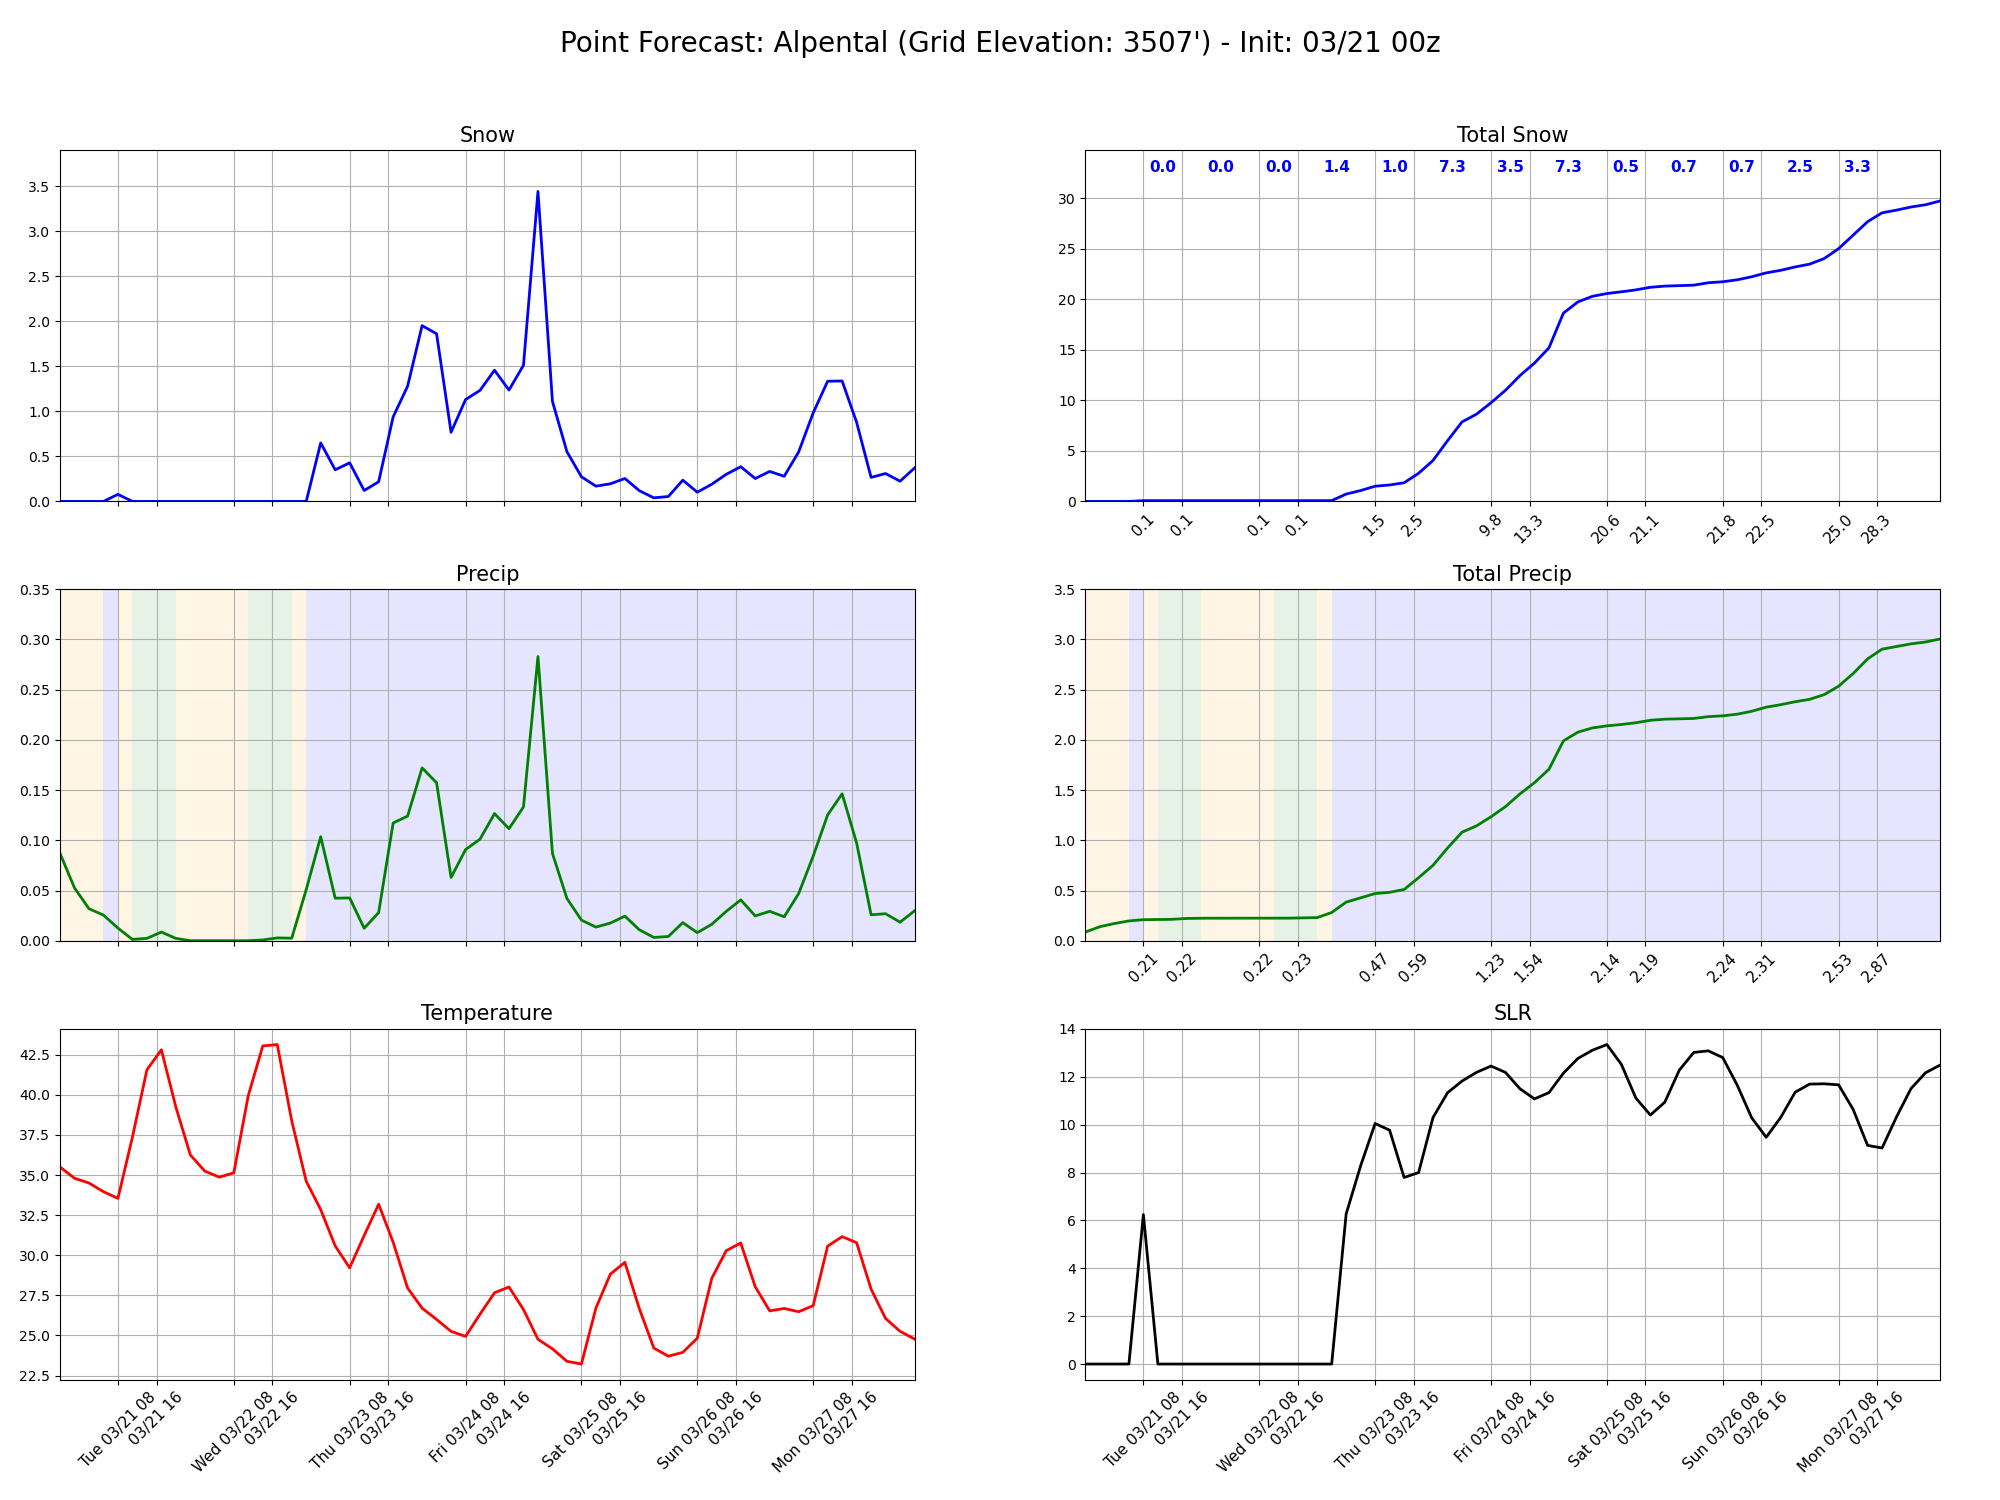 Point Forecast: Alpental (Grid Elevation: 3507') - Init: 03/21 00z
Snow
3.5
3.0
2.5
2.0
1.5
1.0
0.5
0.0
Total Snow
0.0 0.0 0.0 1.4 1.0 7.3 3.5 7.3 0.5 0.7 0.7 2.5 3.3
30
25
20
15
10
5
0
0.1 0.1 0.1 0.1 1.5 2.5 9.8 13.3 20.6 21.1 21.8 22.5 25.0 28.3
Precip
0.35
0.30
0.25
0.20
0.15
0.10
0.05
0.00
Total Precip
3.5
3.0
2.5
2.0
1.5
1.0
0.5
0.0
0.21 0.22 0.22 0.23 0.47 0.59 1.23 1.54 2.14 2.19 2.24 2.31 2.53 2.87
Temperature
42.5
40.0
37.5
35.0
32.5
30.0
27.5
25.0
22.5
Tue 03/21 08
03/21 16
Wed 03/22 08
03/22 16
Thu 03/23 08
03/23 16
Fri 03/24 08
03/24 16
Sat 03/25 08
03/25 16
Sun 03/26 08
03/26 16
Mon 03/27 08
03/27 16
SLR
14
12
10
8
6
4
2
0
Tue 03/21 08
03/21 16
Wed 03/22 08
03/22 16
Thu 03/23 08
03/23 16
Fri 03/24 08
03/24 16
Sat 03/25 08
03/25 16
Sun 03/26 08
03/26 16
Mon 03/27 08
03/27 16